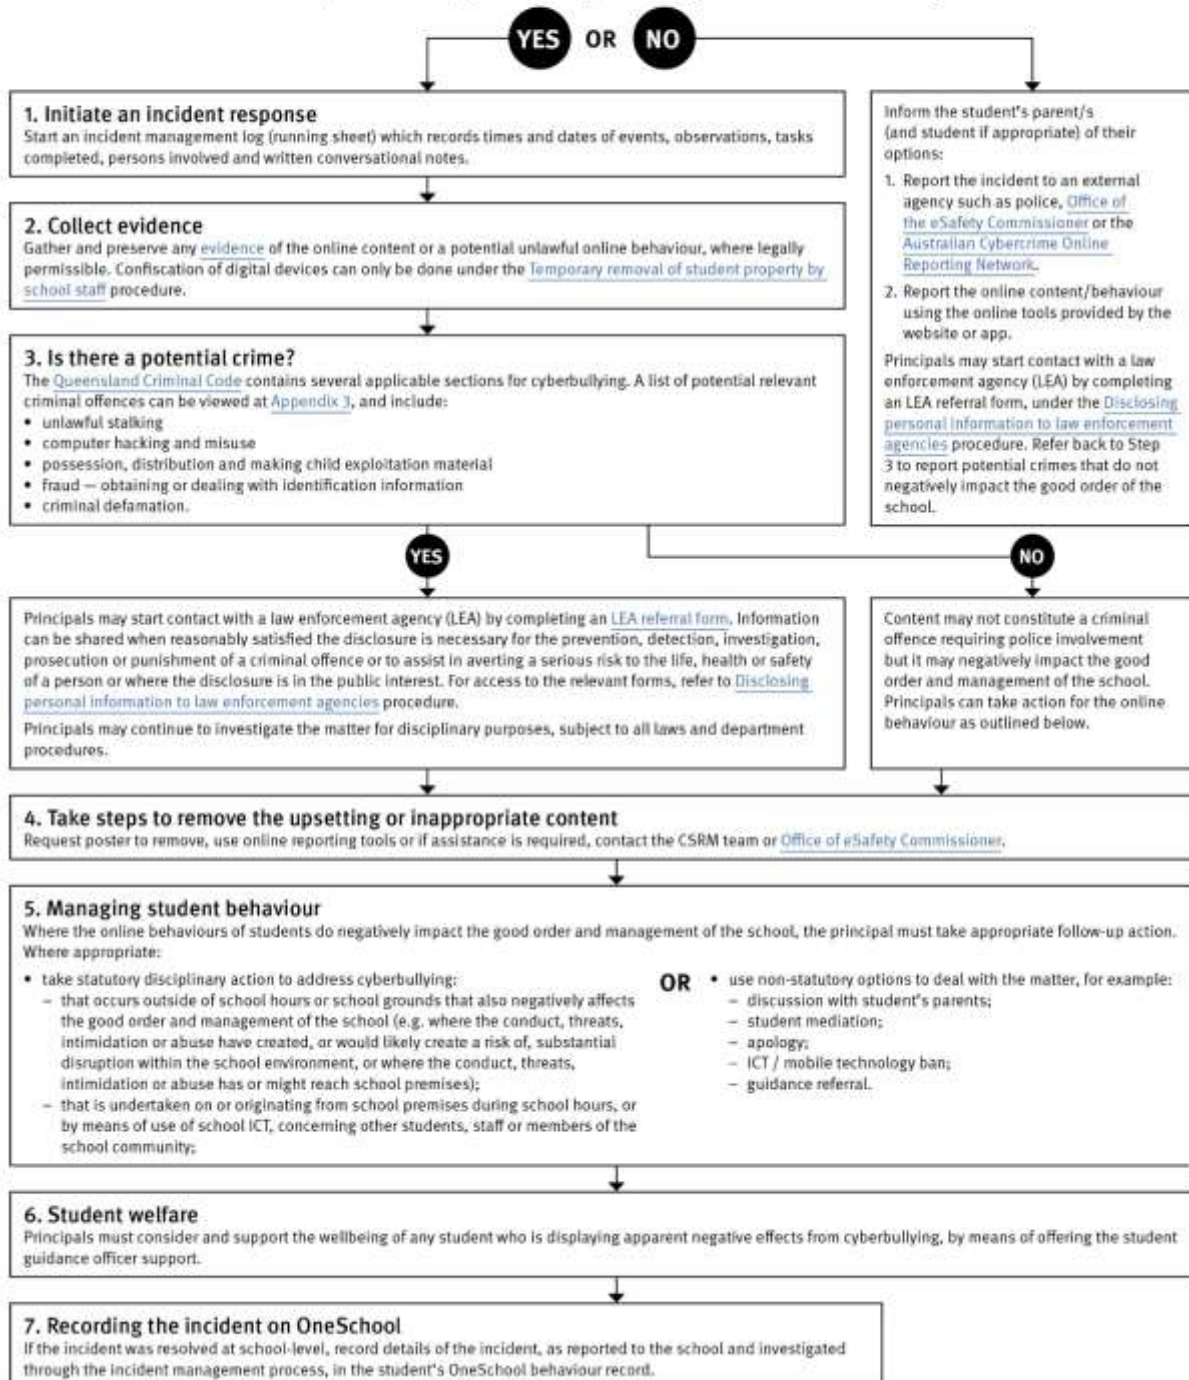 YES OR NO
1. Initiate an incident response
Start an incident management log (running sheet) which records times and dates of events, observations, tasks
completed, persons involved and written conversational notes.
Inform the student's parent/s
(and student if appropriate) of their
options:
1. Report the incident to an external
agency such as police, Office of
the eSafety Commissioner or the
Australian Cybercrime Online
Reporting Network.
2. Report the online content/behaviour
using the online tools provided by the
website or app.
Principals may start contact with a law
enforcement agency (LEA) by completing
an LEA referral form, under the Disclosing
personal information to law enforcement
agencies procedure. Refer back to Step
3 to report potential crimes that do not
negatively impact the good order of the
school.
2. Collect evidence
Gather and preserve any evidence of the online content or a potential unlawful online behaviour, where legally
permissible. Confiscation of digital devices can only be done under the Temporary removal of student property by
school staff procedure.
3. Is there a potential crime?
The Queensland Criminal Code contains several applicable sections for cyberbullying. A list of potential relevant
criminal offences can be viewed at Appendix 3, and include:
• unlawful stalking
• computer hacking and misuse
• possession, distribution and making child exploitation material
• fraud — obtaining or dealing with identification information
• criminal defamation.
YES
NO
Principals may start contact with a law enforcement agency (LEA) by completing an LEA referral form. Information
can be shared when reasonably satisfied the disclosure is necessary for the prevention, detection, investigation,
prosecution or punishment of a criminal offence or to assist in averting a serious risk to the life, health or safety
of a person or where the disclosure is in the public interest. For access to the relevant forms, refer to Disclosing
personal information to law enforcement agencies procedure.
Principals may continue to investigate the matter for disciplinary purposes, subject to all laws and department
procedures.
Content may not constitute a criminal
offence requiring police involvement
but it may negatively impact the good
order and management of the school.
Principals can take action for the online
behaviour as outlined below.
4. Take steps to remove the upsetting or inappropriate content
Request poster to remove, use online reporting tools or if assistance is required, contact the CSRM team or Office of eSafety Commissioner.
5. Managing student behaviour
Where the online behaviours of students do negatively impact the good order and management of the school, the principal must take appropriate follow-up action.
Where appropriate:
• take statutory disciplinary action to address cyberbullying:
– that occurs outside of school hours or school grounds that also negatively affects
the good order and management of the school (e.g. where the conduct, threats,
intimidation or abuse have created, or would likely create a risk of, substantial
disruption within the school environment, or where the conduct, threats,
intimidation or abuse has or might reach school premises);
– that is undertaken on or originating from school premises during school hours, or
by means of use of school ICT, concerning other students, staff or members of the
school community;
OR
• use non-statutory options to deal with the matter, for example:
– discussion with student's parents;
– student mediation;
– apology;
– ICT / mobile technology ban;
– guidance referral.
6. Student welfare
Principals must consider and support the wellbeing of any student who is displaying apparent negative effects from cyberbullying, by means of offering the student
guidance officer support.
7. Recording the incident on OneSchool
If the incident was resolved at school-level, record details of the incident, as reported to the school and investigated
through the incident management process, in the student's OneSchool behaviour record.